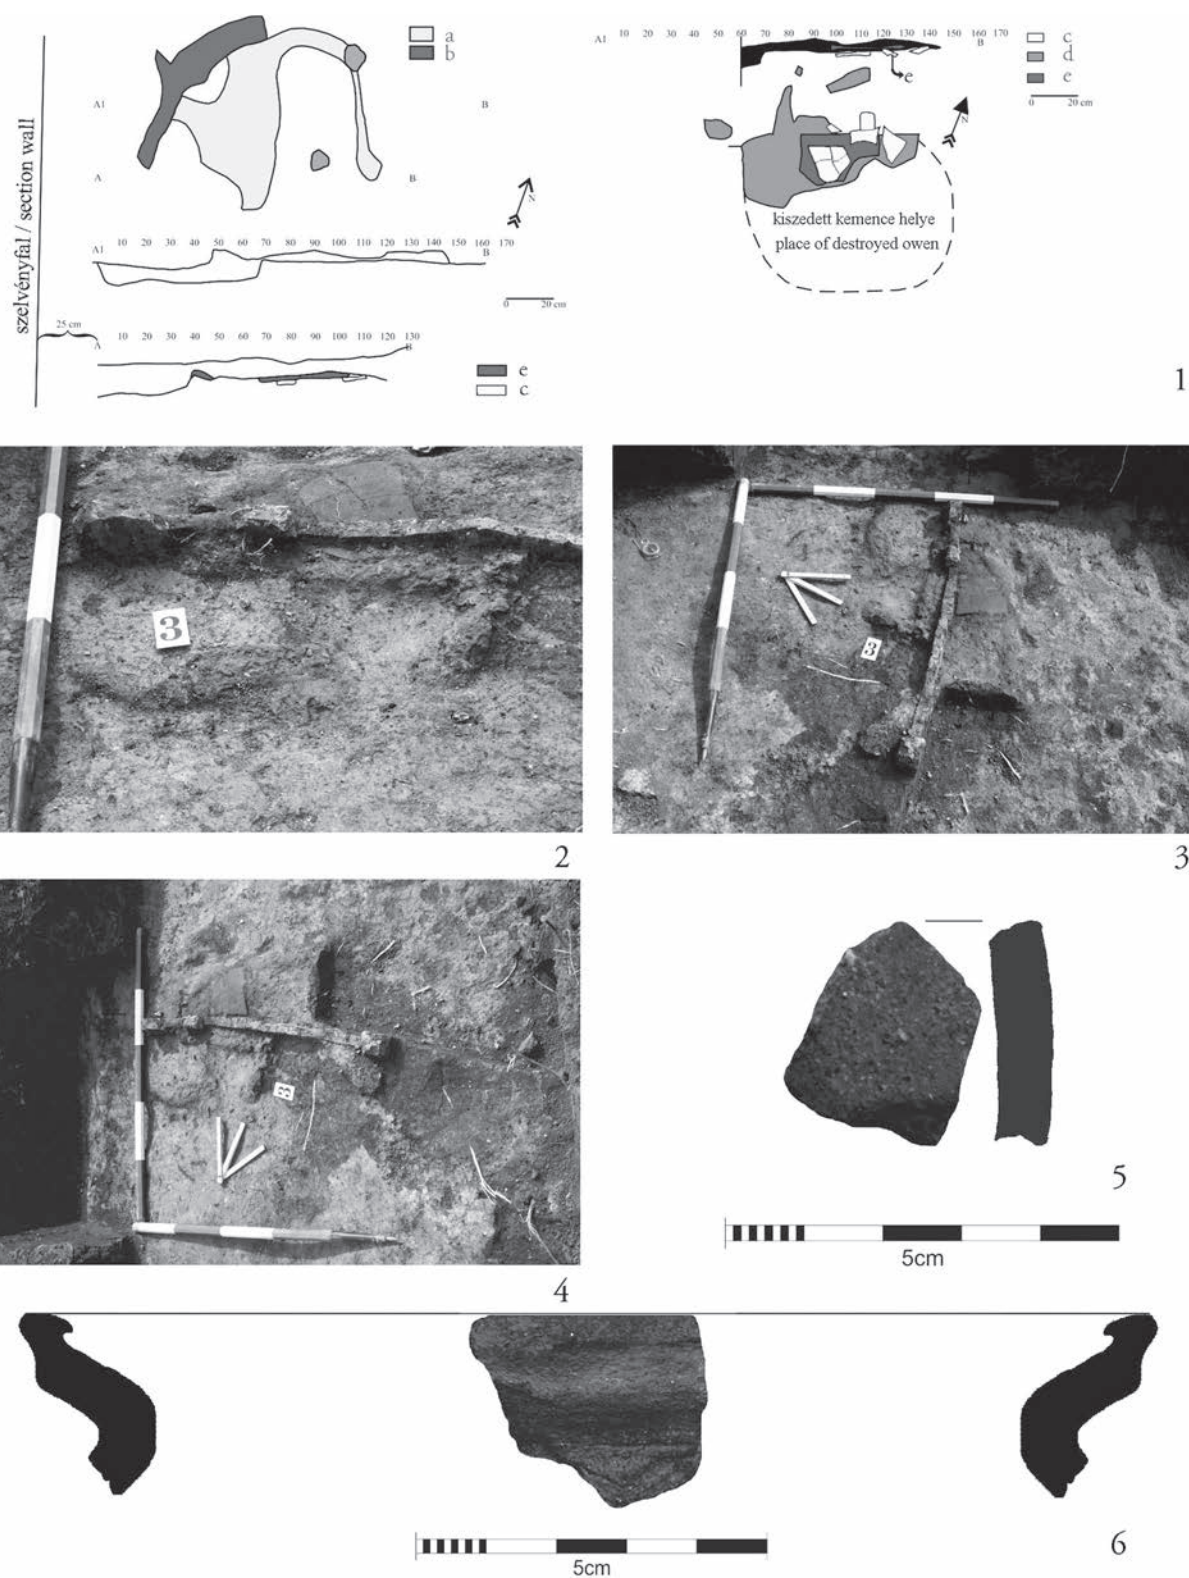 szelvényfal / section wall
a
b
A1 B
A B
N
A1 10 20 30 40 50 60 70 80 90 100 110 120 130 140 150 161 170
B
0 20 cm
25 cm
A 10 20 30 40 50 60 70 80 90 100 110 120 130
B
e
c
A1 10 20 30 40 50 60 70 80 90 100 110 120 130 140 150 160 170
B
c
d
e
e
0 20 cm
N
kiszedett kemence helye
place of destroyed owen
1
3
2
3
3
3
4
5
5cm
6
5cm